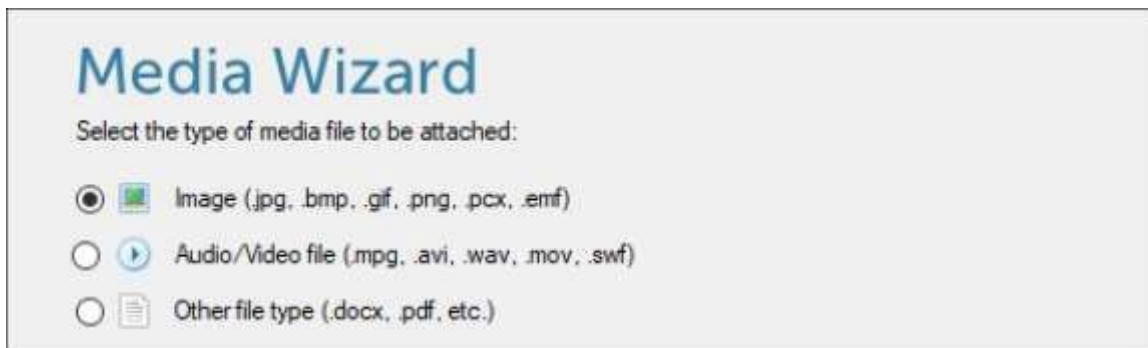 Media Wizard
Select the type of media file to be attached:
Image (.jpg, .bmp, .gif, .png, .pcx, .emf)
Audio/Video file (.mpg, .avi, .wav, .mov, .swf)
Other file type (.docx, .pdf, etc.)